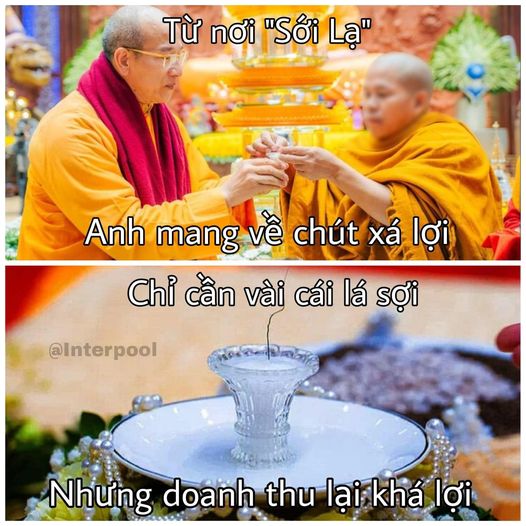 Từ nơi "Sới Lạ"
Anh mang về chút xá lợi
Chỉ cần vài cái lá sợi
@Interpool
Nhưng doanh thu lại khá lợi